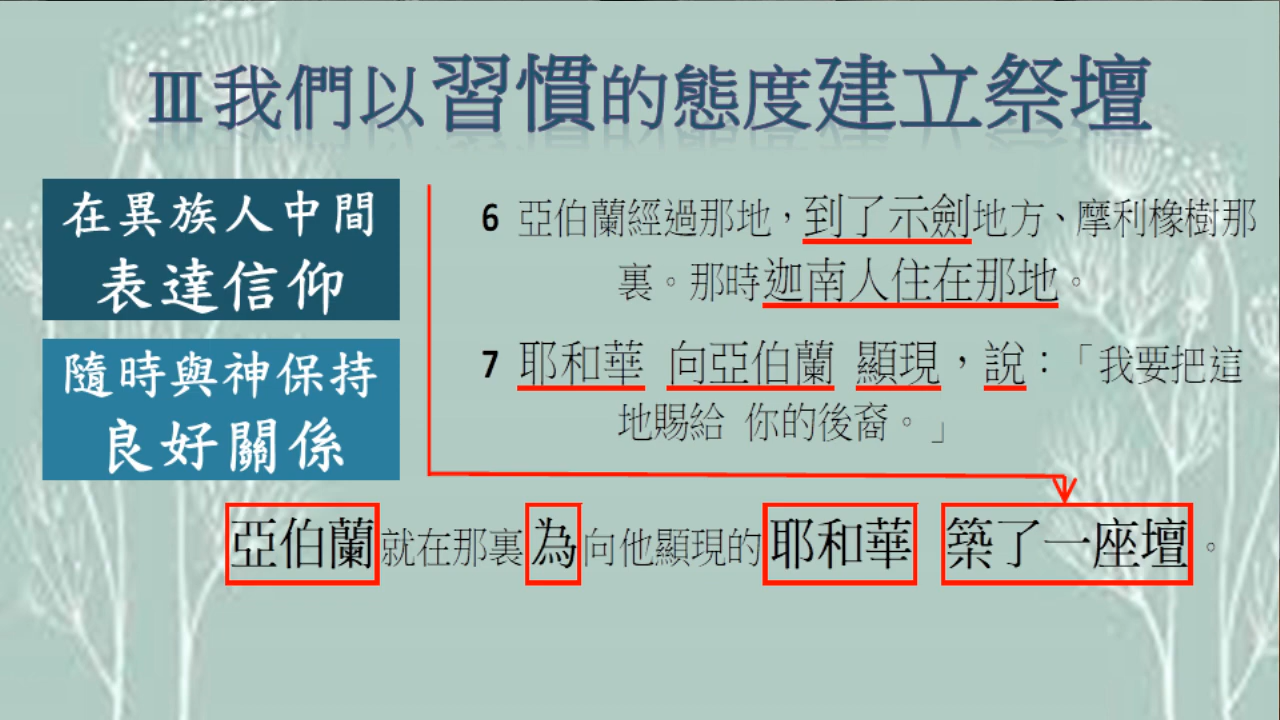 Ⅲ我們以習慣的態度建立祭壇
在異族人中間
表達信仰
隨時與神保持
良好關係
6 亞伯蘭經過那地，到了示劍地方、摩利橡樹那
裏。那時迦南人住在那地。
7 耶和華 向亞伯蘭 顯現，說：「我要把這
地賜給 你的後裔。」
亞伯蘭就在那裏為向他顯現的耶和華 築了一座壇。